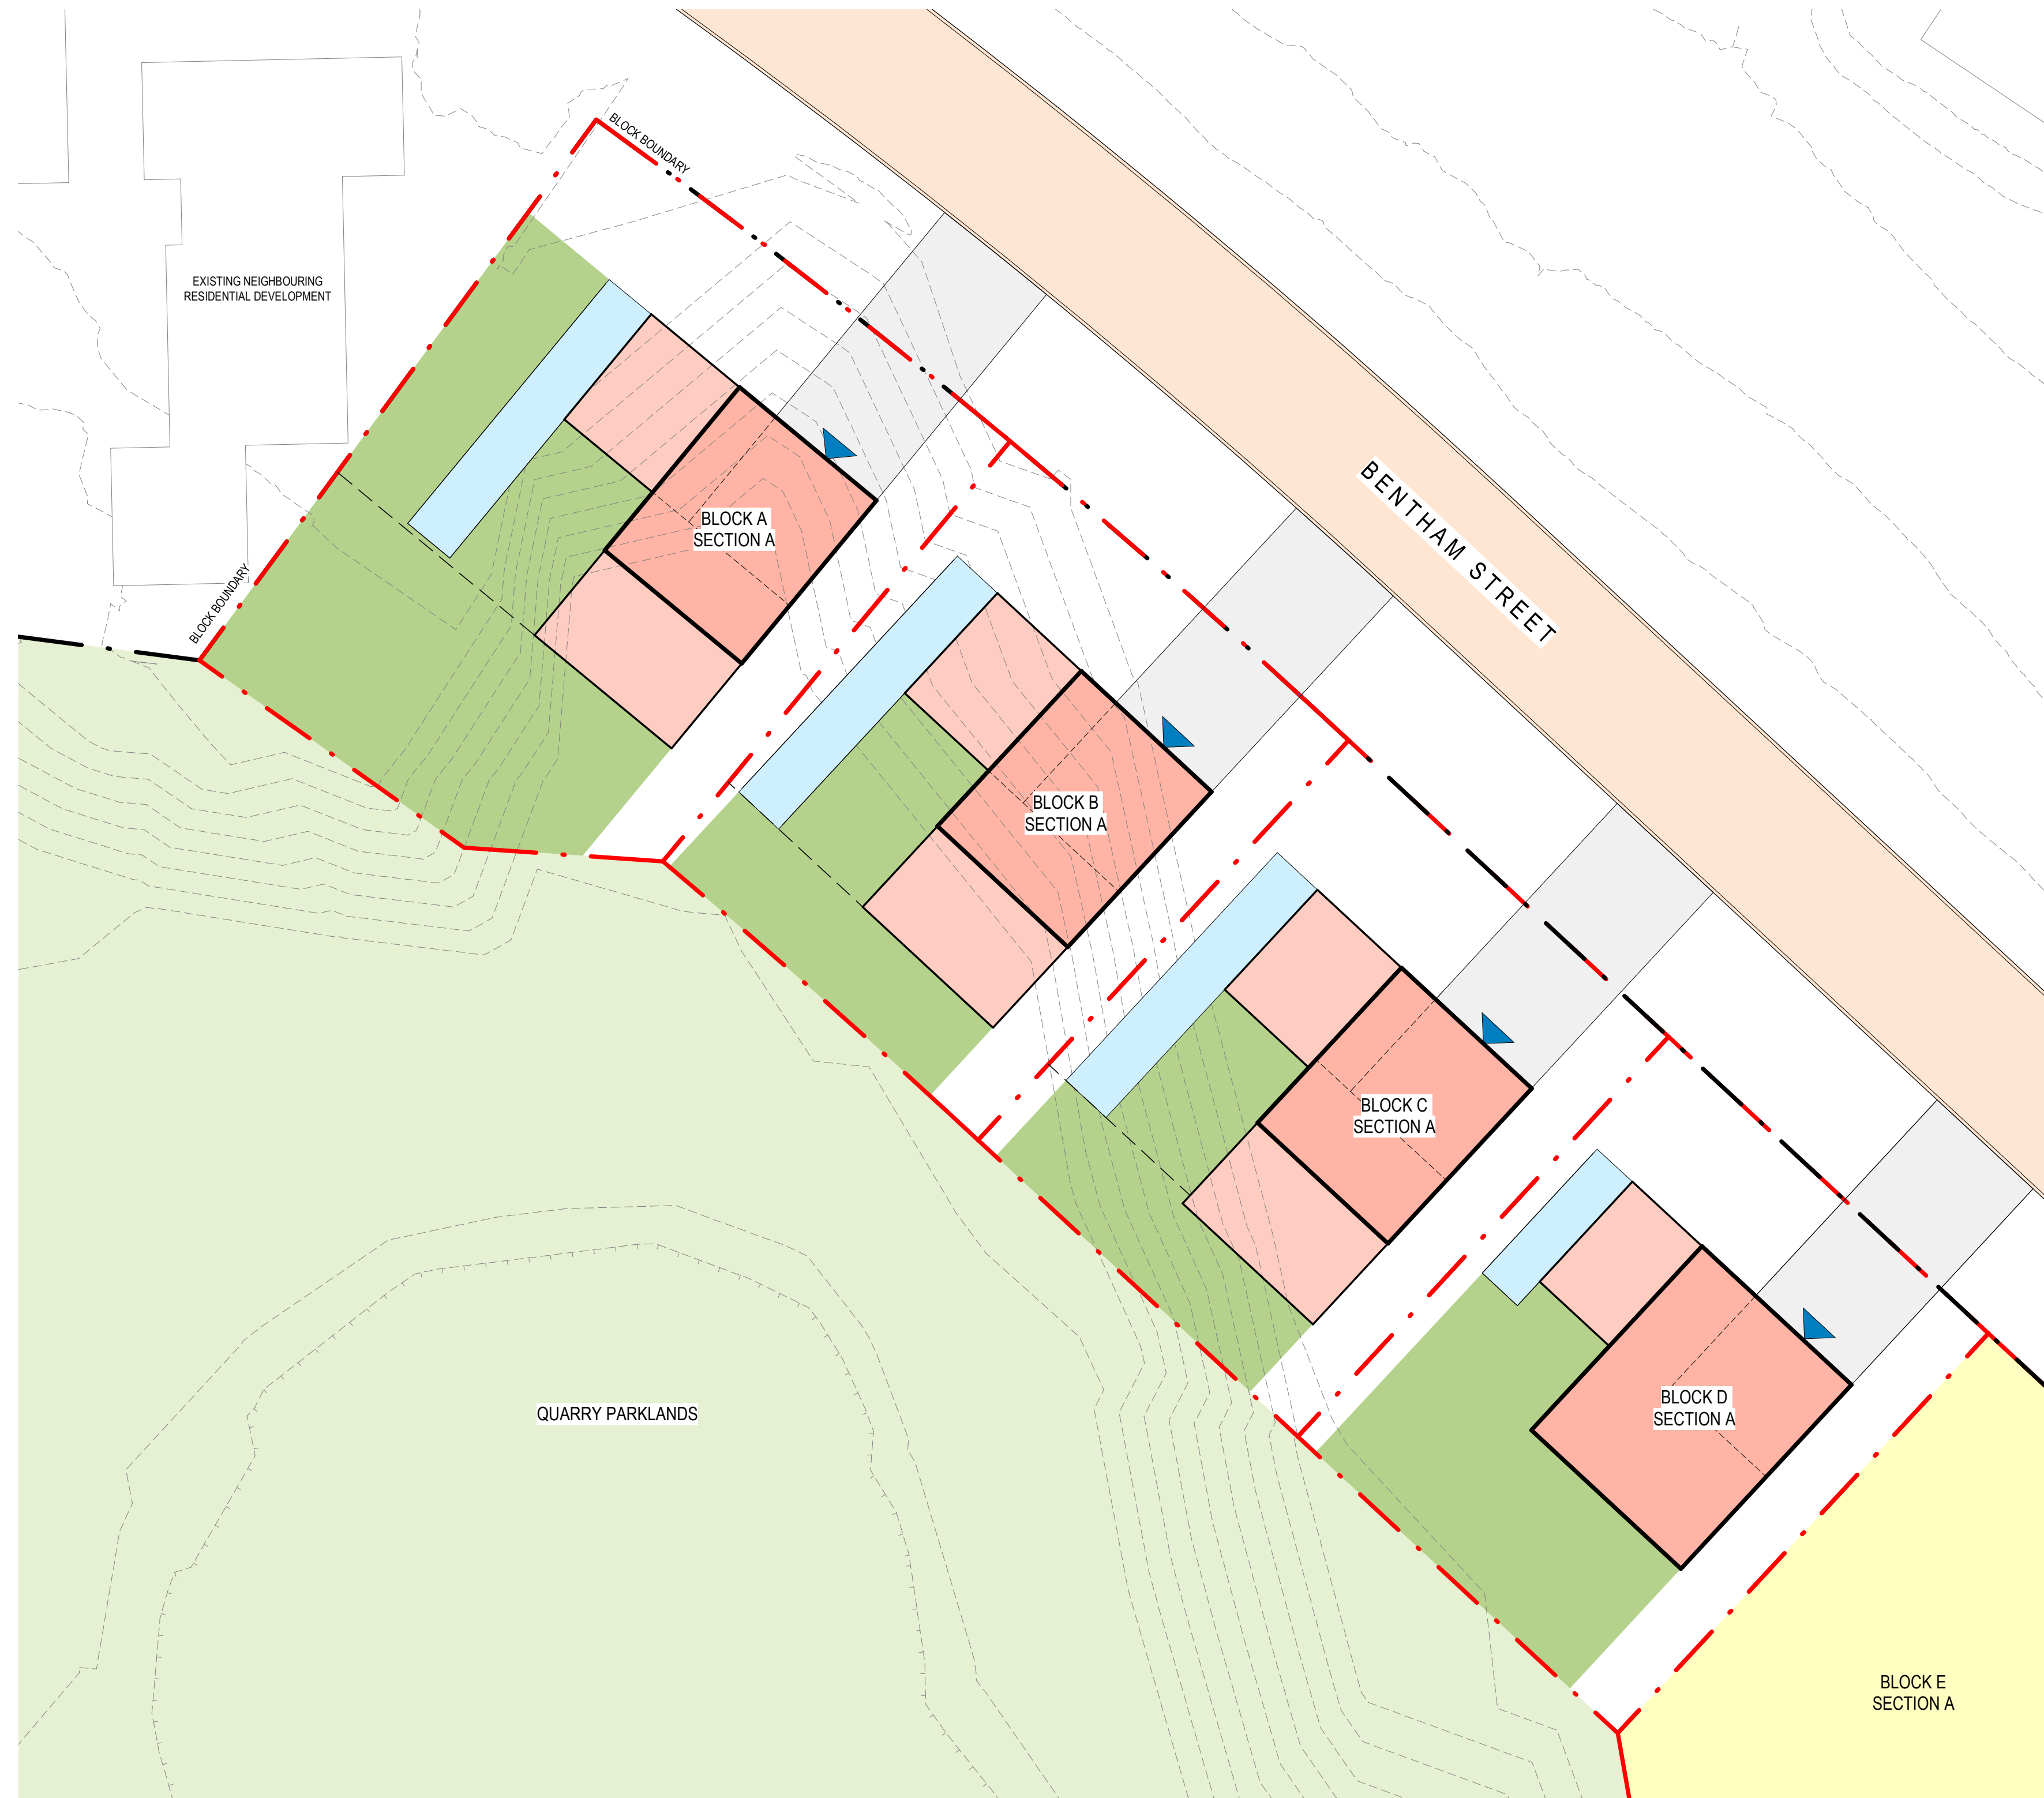 BLOCK BOUNDARY
EXISTING NEIGHBOURING
RESIDENTIAL DEVELOPMENT
BENTHAM STREET
BLOCK A
SECTION A
BLOCK BOUNDARY
BLOCK B
SECTION A
BLOCK C
SECTION A
BLOCK D
SECTION A
QUARRY PARKLANDS
BLOCK E
SECTION A